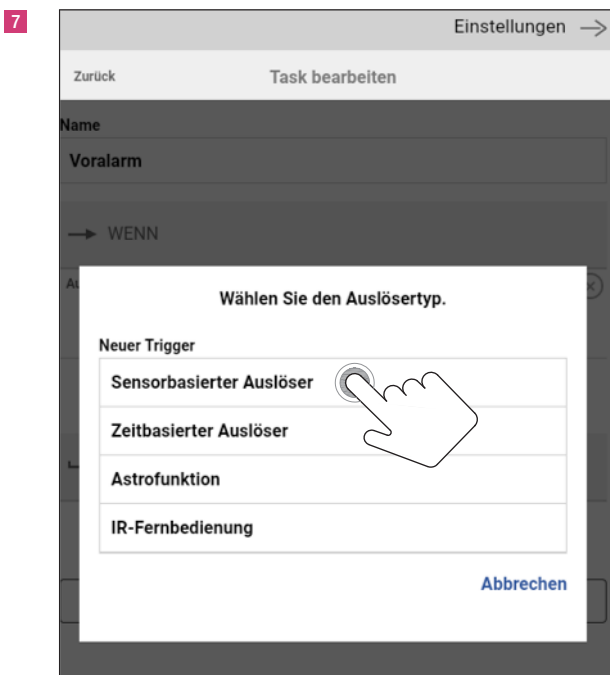 7
Einstellungen
Zurück
Task bearbeiten
Name
Voralarm
WENN
Au
Wählen Sie den Auslösertyp.
Neuer Trigger
Sensorbasierter Auslöser
Zeitbasierter Auslöser
Astrofunktion
IR-Fernbedienung
Abbrechen